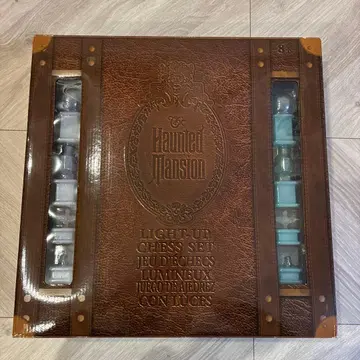 The
Haunted
Mansion
LIGHT-UP
CHESS SET
JEU D'ÉCHECS
LUMINEUX
JUEGO DE AJEDREZ
CON LUCES